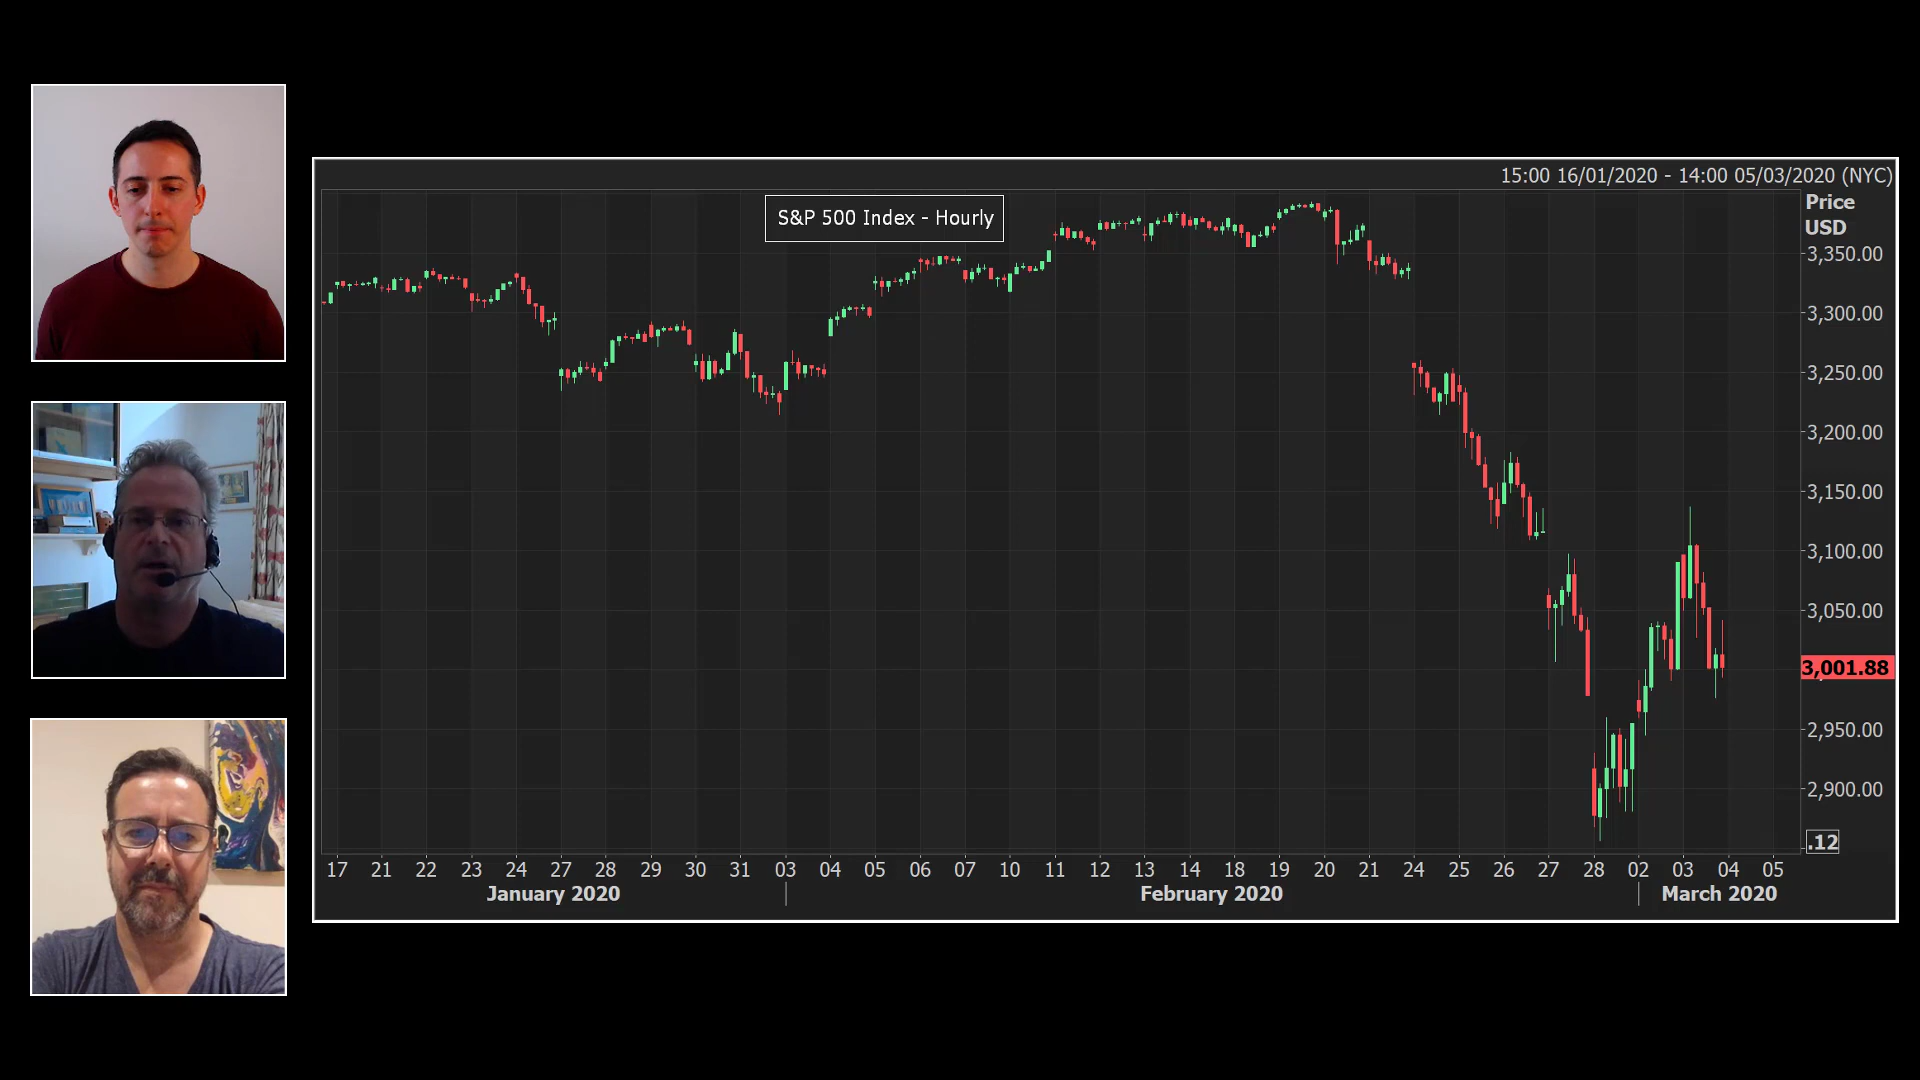 15:00 16/01/2020 - 14:00 05/03/2020 (NYC)
S&P 500 Index - Hourly
Price
USD
3,350.00
3,300.00
3,250.00
3,200.00
3,150.00
3,100.00
3,050.00
3,001.88
2,950.00
2,900.00
.12
17 21 22 23 24 27 28 29 30 31 03 04 05 06 07 10 11 12 13 14 18 19 20 21 24 25 26 27 28 02 03 04 05
January 2020 February 2020 March 2020